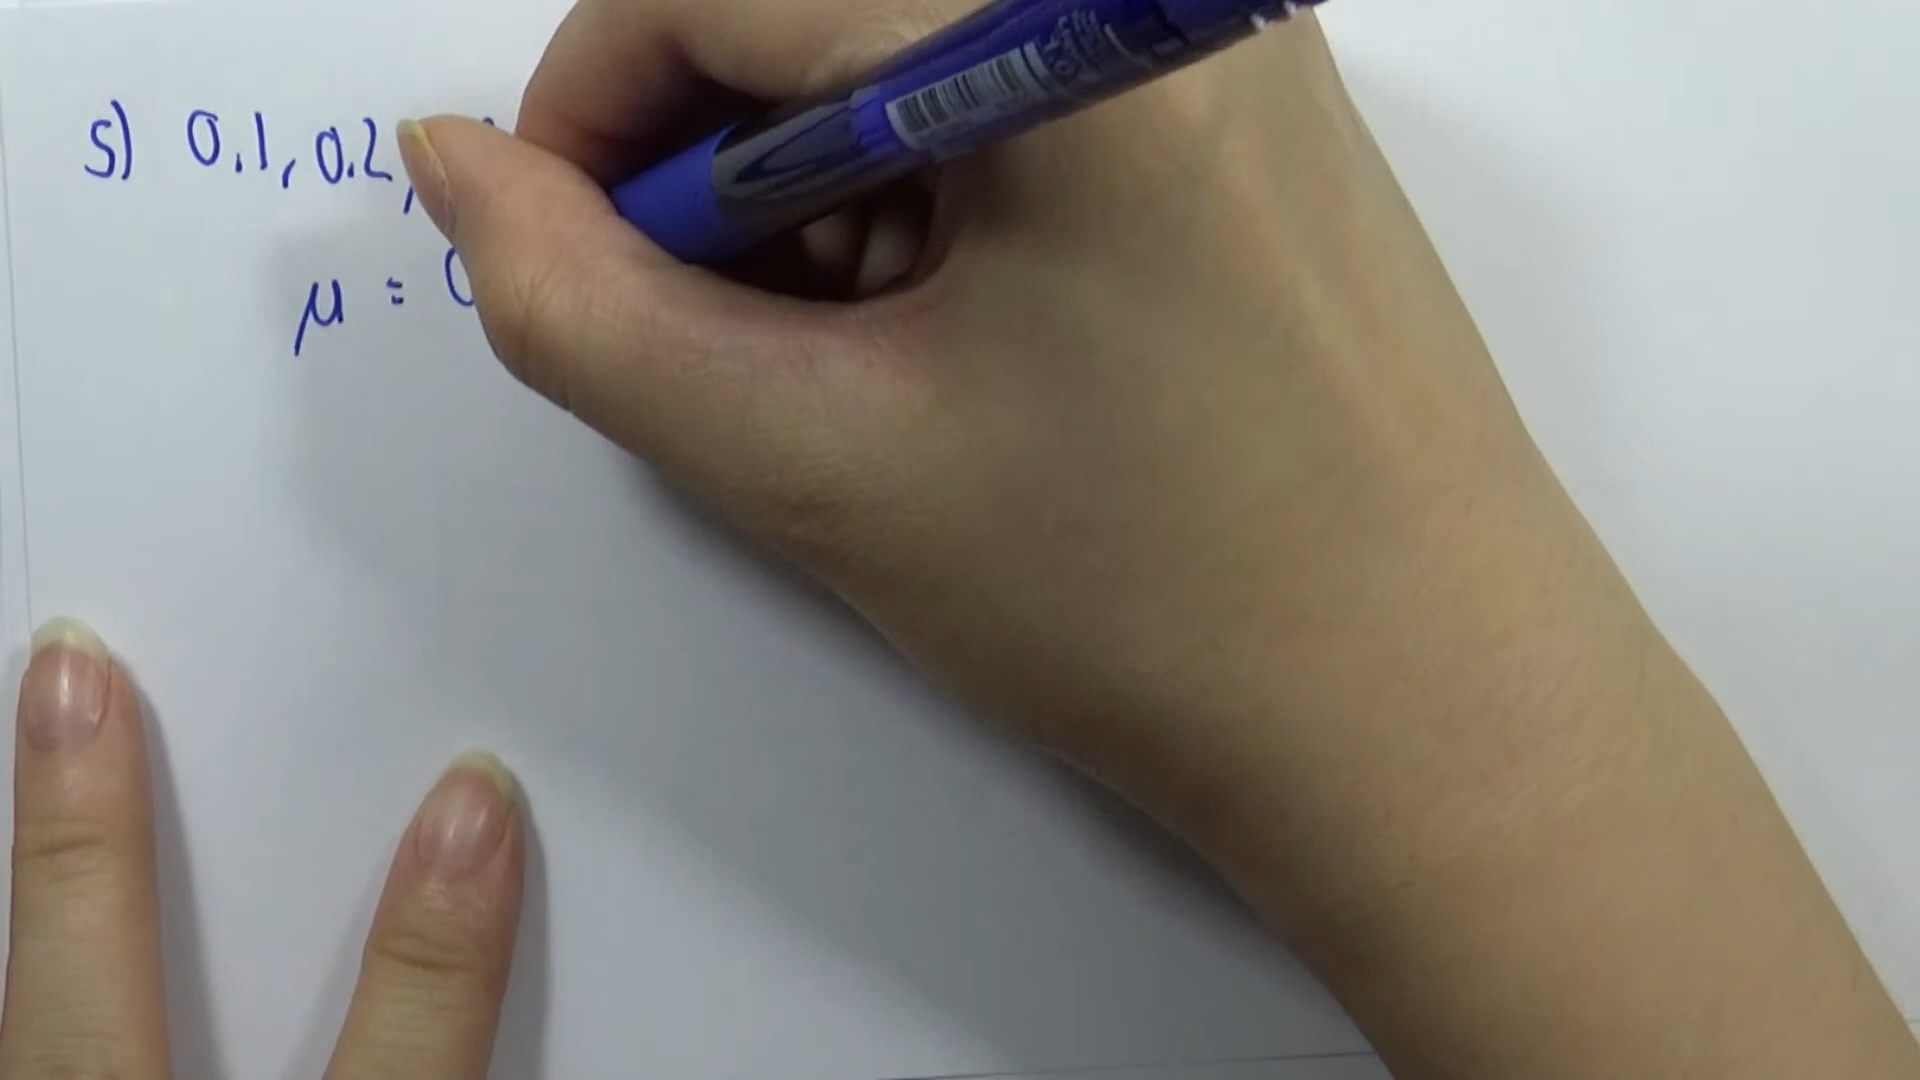 5) 0.1, 0.2,
μ = 0